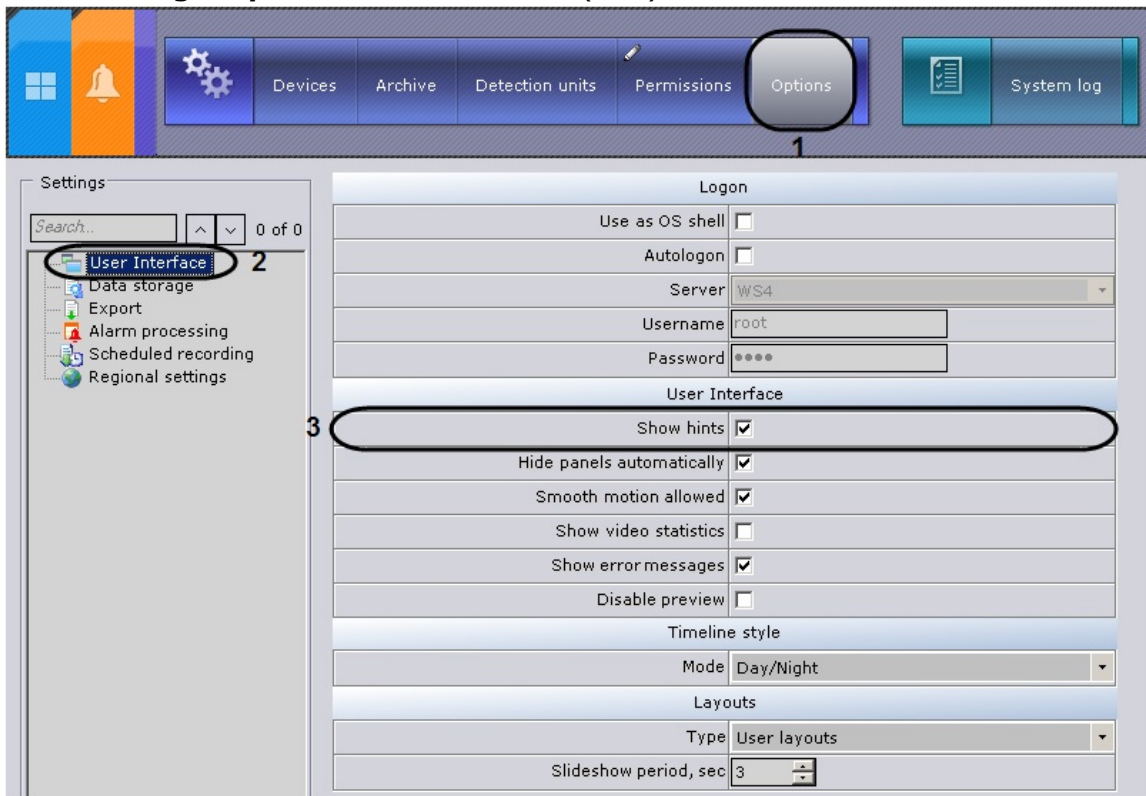 Devices Archive Detection units Permissions Options System log
1
Settings
Search... 0 of 0
User Interface 2
Data storage
Export
Alarm processing
Scheduled recording
Regional settings
Logon
Use as OS shell
Autologon
Server WS4
Username root
Password ••••
User Interface
3 Show hints
Hide panels automatically
Smooth motion allowed
Show video statistics
Show error messages
Disable preview
Timeline style
Mode Day/Night
Layouts
Type User layouts
Slideshow period, sec 3